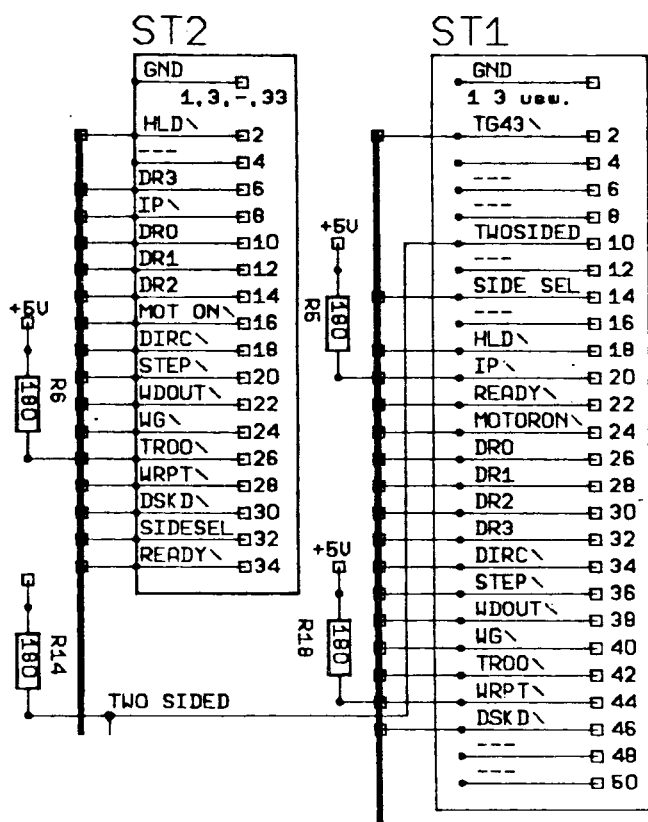 ST2
GND
1,3,-,33
HLD\ 2
--- 4
DR3 6
IP\ 8
DR0 10
DR1 12
DR2 14
MOT ON\ 16
DIRC\ 18
STEP\ 20
WDOUT\ 22
WG\ 24
TROO\ 26
WRPT\ 28
DSKD\ 30
SIDESEL 32
READY\ 34
+5V
R6
180
R14
180
TWO SIDED
ST1
GND
1 3 usw.
TG43\ 2
4
--- 6
--- 8
TWOSIDED 10
--- 12
SIDE SEL 14
--- 16
HLD\ 18
IP\ 20
READY\ 22
MOTORON\ 24
DR0 26
DR1 28
DR2 30
DR3 32
DIRC\ 34
STEP\ 36
WDOUT\ 38
WG\ 40
TROO\ 42
WRPT\ 44
DSKD\ 46
--- 48
--- 50
+5V
R5
180
+5V
R18
180